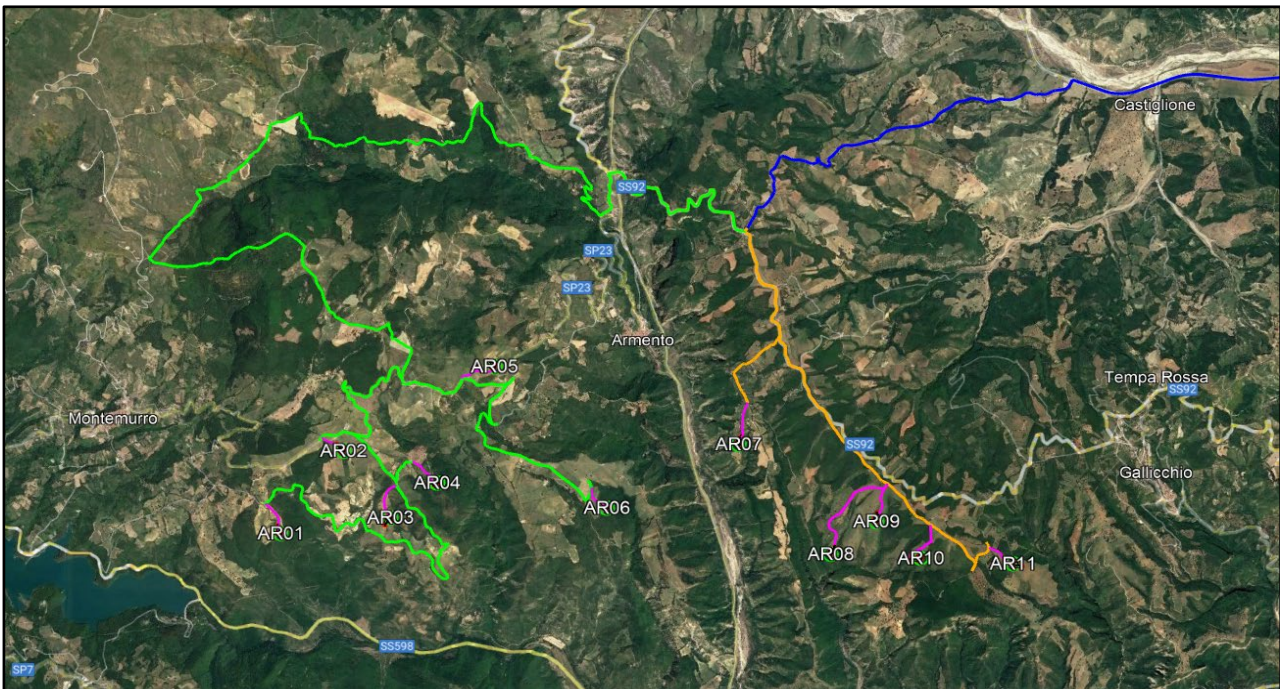 Castiglione
SS92
SP23
SP23
Armento
AR05
Tempa Rossa
SS92
Montemurro
AR07
SS92
AR02
Gallicchio
AR04
AR06
AR03
AR09
AR01
AR08
AR10
AR11
SS598
SP7